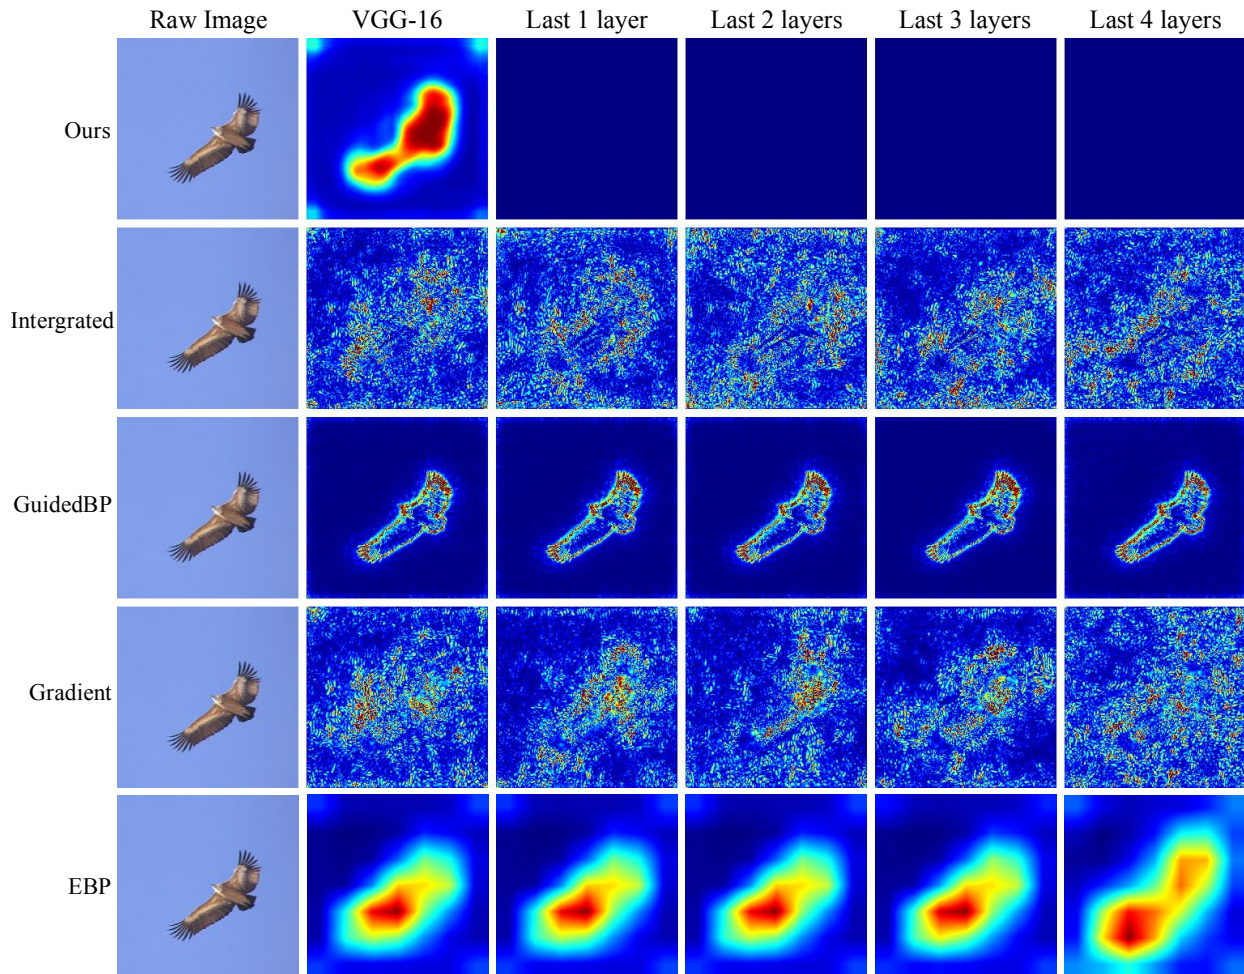 Raw Image VGG-16 Last 1 layer Last 2 layers Last 3 layers Last 4 layers
Ours
Intergrated
GuidedBP
Gradient
EBP